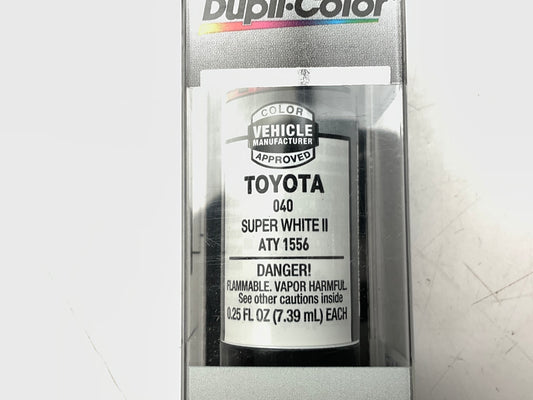 Dupli-Color
COLOR
VEHICLE
MANUFACTURER
APPROVED
TOYOTA
040
SUPER WHITE II
ATY 1556
DANGER!
FLAMMABLE. VAPOR HARMFUL.
See other cautions inside
0.25 FL OZ (7.39 mL) EACH